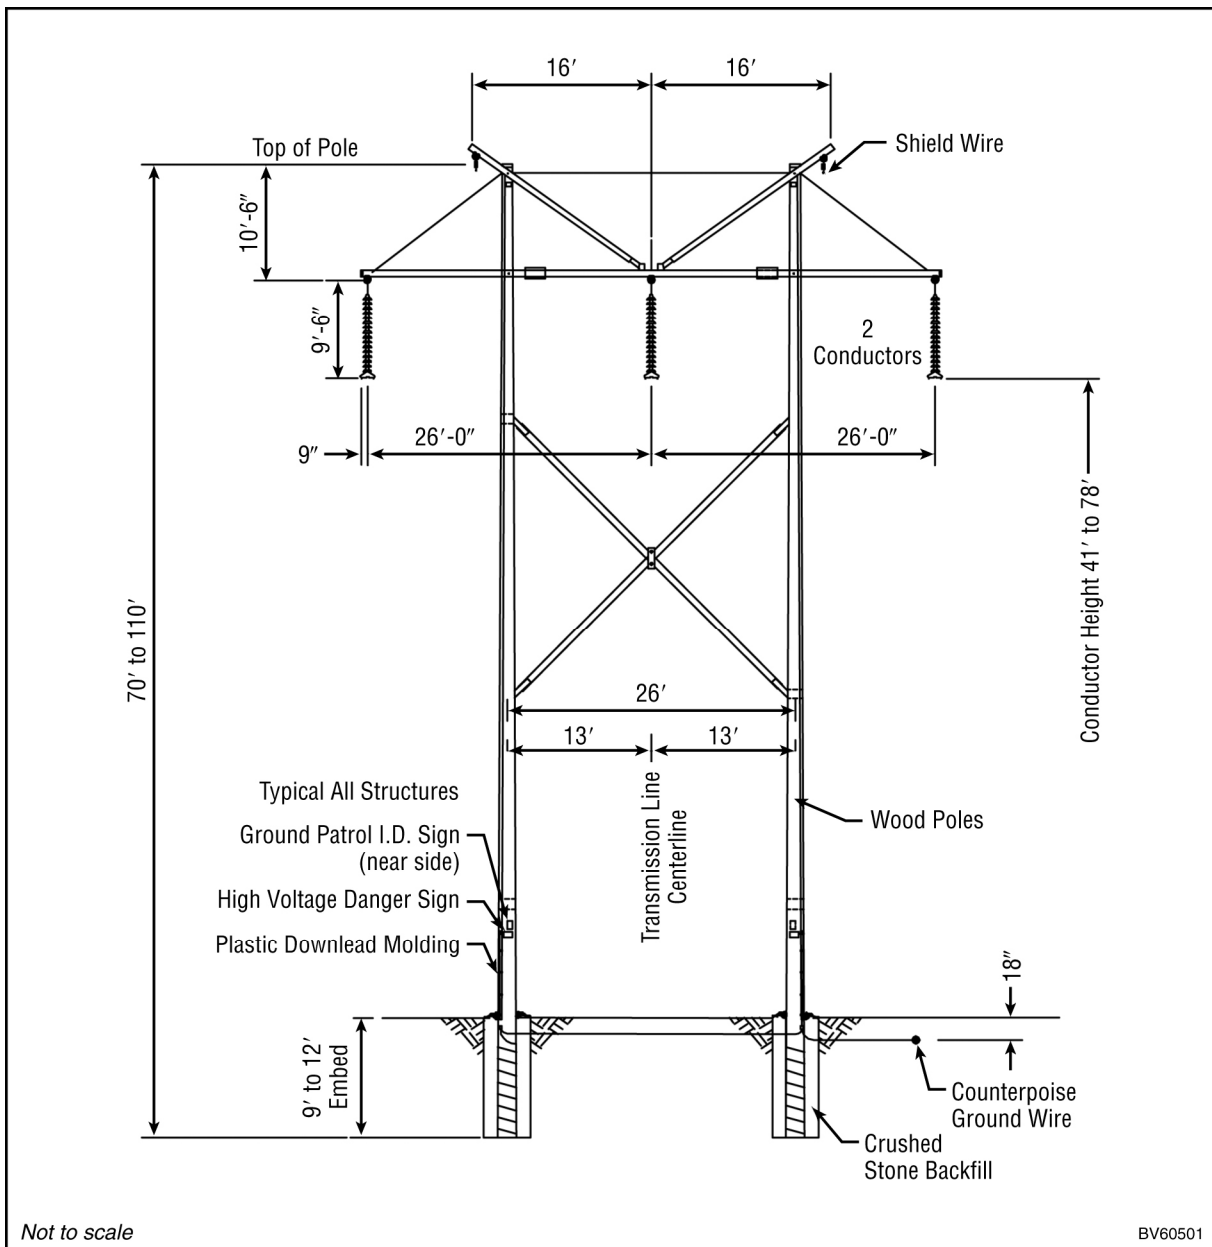 16′
16′
Top of Pole
Shield Wire
10′-6″
9′-6″
2
Conductors
9″
26′-0″
26′-0″
Conductor Height 41′ to 78′
70′ to 110′
26′
13′
13′
Typical All Structures
Ground Patrol I.D. Sign
(near side)
High Voltage Danger Sign
Plastic Downlead Molding
Transmission Line
Centerline
Wood Poles
18″
9′ to 12′
Embed
Counterpoise
Ground Wire
Crushed
Stone Backfill
Not to scale
BV60501